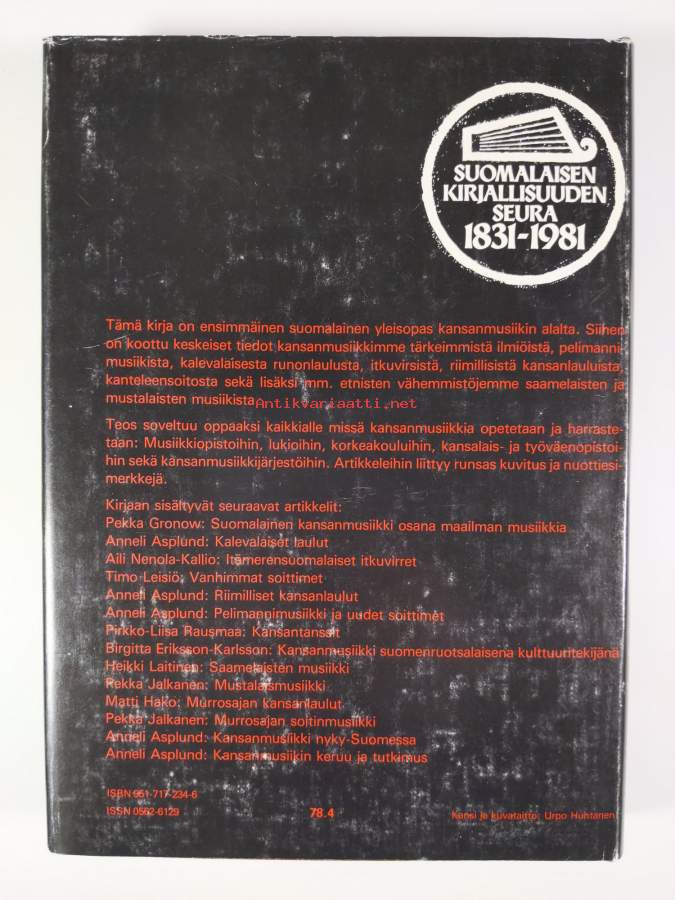 SUOMALAISEN
KIRJALLISUUDEN
SEURA
1831-1981
Tämä kirja on ensimmäinen suomalainen yleisopas kansanmusiikin alalta. Siihen
on koottu keskeiset tiedot kansanmusiikkimme tärkeimmistä ilmiöistä, pelimanni-
musiikista, kalevalaisesta runonlaulusta, itkuvirsistä, riimillisistä kansanlauluista,
kanteleensoitosta sekä lisäksi mm. etnisten vähemmistöjemme saamelaisten ja
mustalaisten musiikista.
Antikvariaatti.net
Teos soveltuu oppaaksi kaikkialle missä kansanmusiikkia opetetaan ja harraste-
taan: Musiikkiopistoihin, lukioihin, korkeakouluihin, kansalais- ja työväenopistoi-
hin sekä kansanmusiikkijärjestöihin. Artikkeleihin liittyy runsas kuvitus ja nuottiesi-
merkkejä.
Kirjaan sisältyvät seuraavat artikkelit:
Pekka Gronow: Suomalainen kansanmusiikki osana maailman musiikkia
Anneli Asplund: Kalevalaiset laulut
Aili Nenola-Kallio: Itämerensuomalaiset itkuvirret
Timo Leisiö: Vanhimmat soittimet
Anneli Asplund: Riimilliset kansanlaulut
Anneli Asplund: Pelimannimusiikki ja uudet soittimet
Pirkko-Liisa Rausmaa: Kansantanssit
Birgitta Eriksson-Karlsson: Kansanmusiikki suomenruotsalaisena kulttuuritekijänä
Heikki Laitinen: Saamelaisten musiikki
Pekka Jalkanen: Mustalaismusiikki
Matti Hako: Murrosajan kansanlaulut
Pekka Jalkanen: Murrosajan soitinmusiikki
Anneli Asplund: Kansanmusiikki nyky-Suomessa
Anneli Asplund: Kansanmusiikin keruu ja tutkimus
ISBN 951-717-234-6
ISSN 0562-6129
78.4
Kansi ja kuvataitto: Urpo Huhtanen